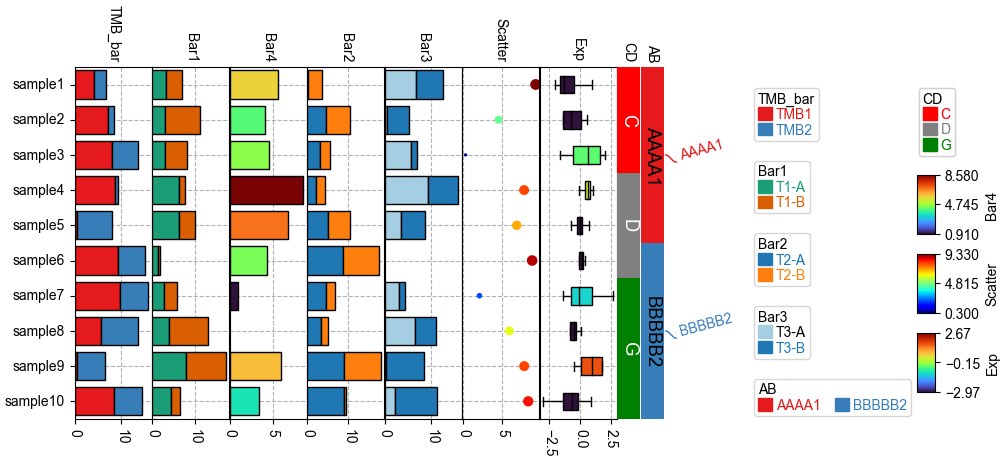 TMB_bar Bar1 Bar4 Bar2 Bar3 Scatter Exp CD AB
sample1
sample2
sample3
sample4
sample5
sample6
sample7
sample8
sample9
sample10
0 10 0 10 0 5 0 10 0 10 0 5 −2.5 0.0 2.5
C
D
G
AAAA1
BBBBB2
AAAA1
BBBBB2
TMB_bar
TMB1
TMB2
Bar1
T1-A
T1-B
Bar2
T2-A
T2-B
Bar3
T3-A
T3-B
AB
AAAA1 BBBBB2
CD
C
D
G
8.580
4.745
0.910
Bar4
9.330
4.815
0.300
Scatter
2.67
−0.15
−2.97
Exp